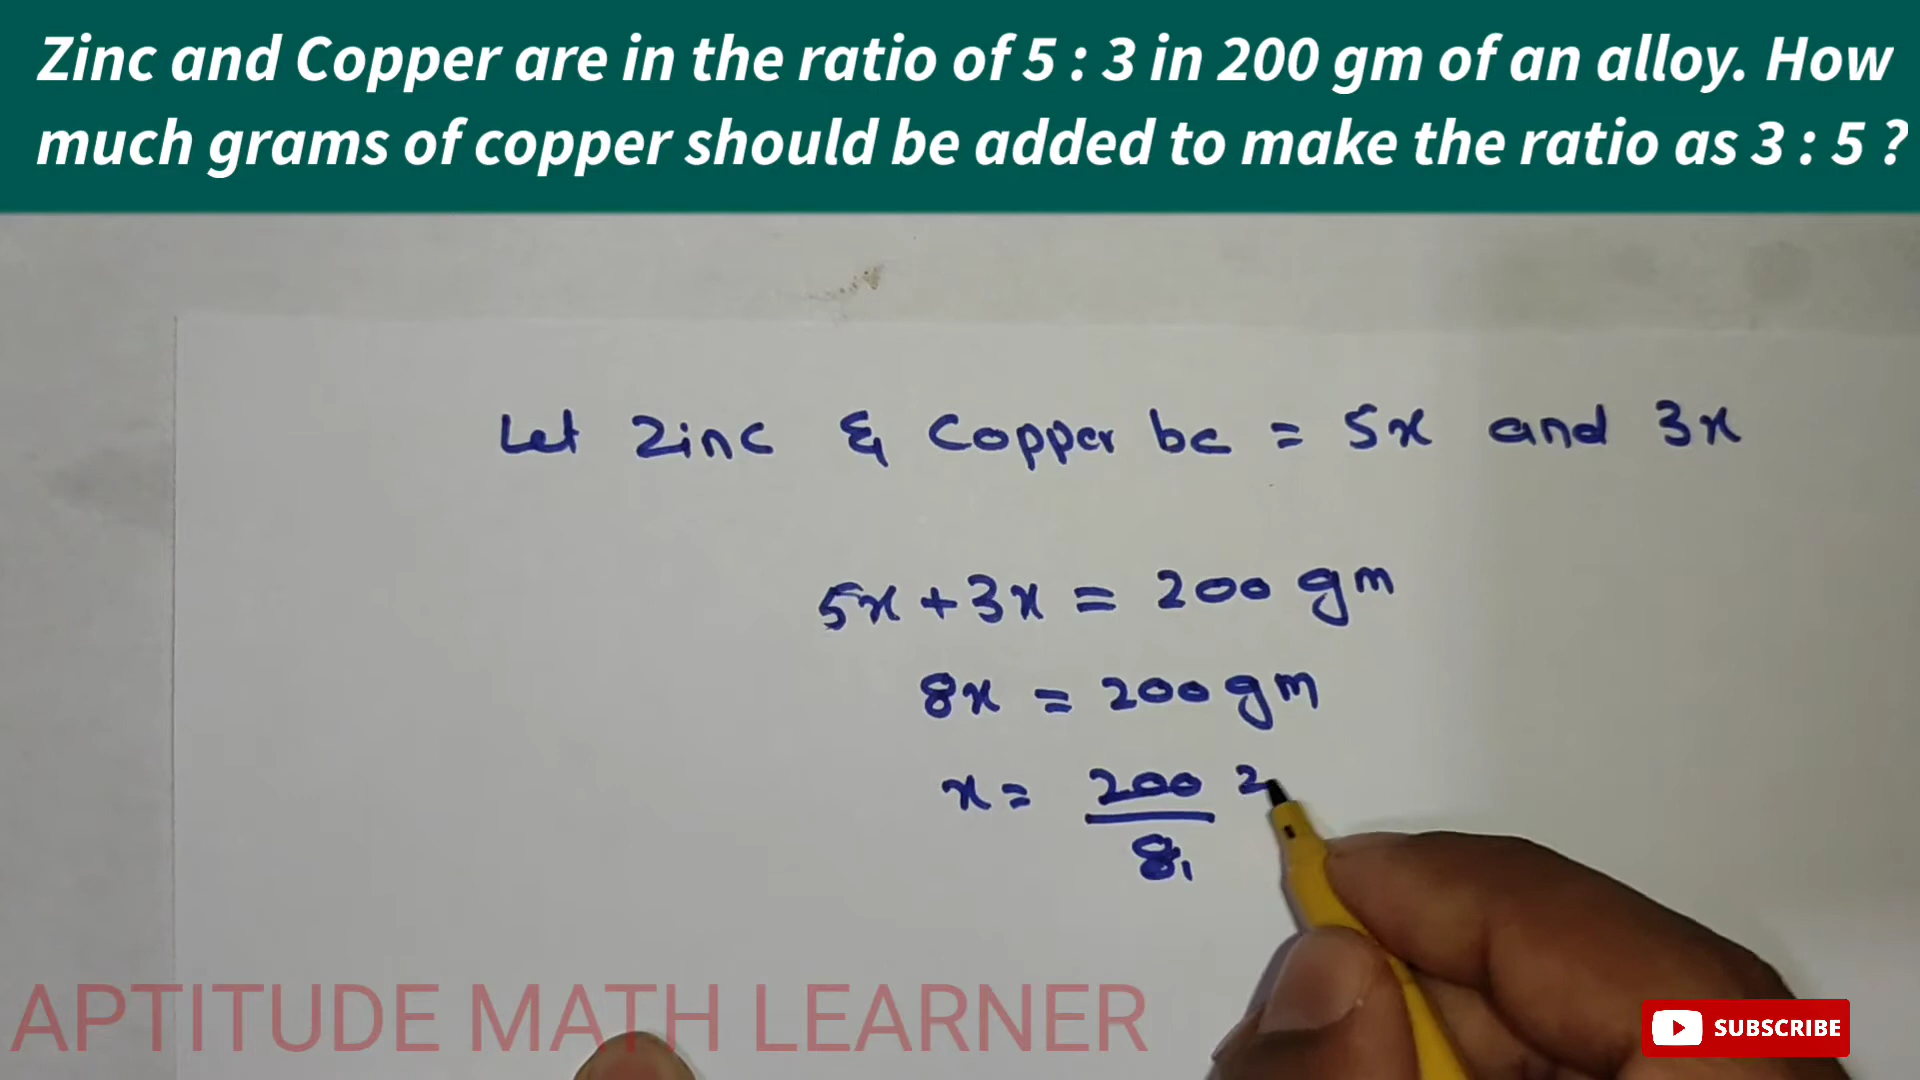 Zinc and Copper are in the ratio of 5 : 3 in 200 gm of an alloy. How
much grams of copper should be added to make the ratio as 3 : 5 ?
Let Zinc & Copper be = 5x and 3x
5x + 3x = 200 gm
8x = 200 gm
x = 200 2
8 1
APTITUDE MATH LEARNER
SUBSCRIBE